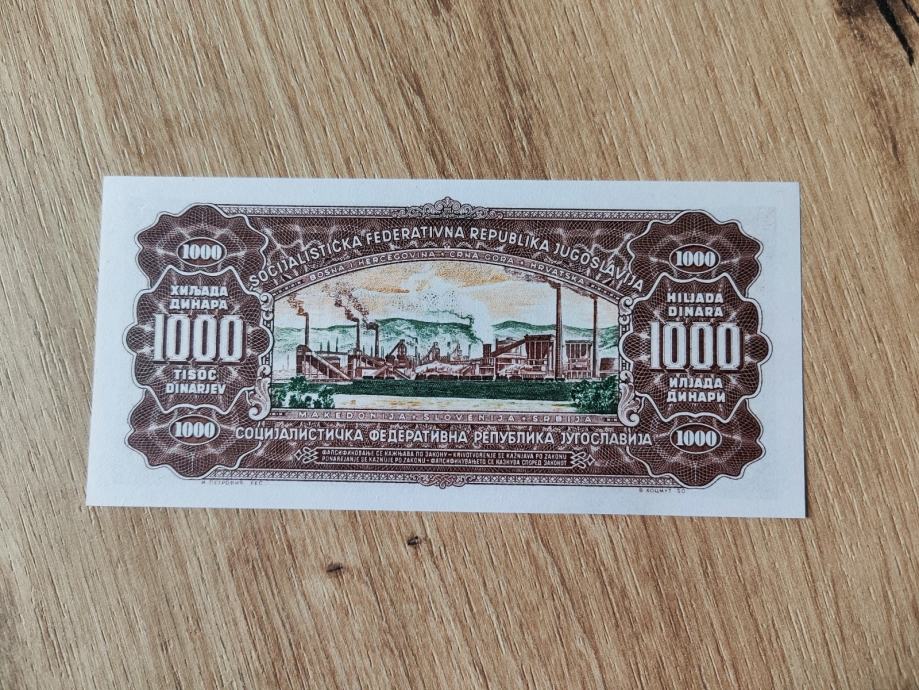 SOCIJALISTIČKA FEDERATIVNA REPUBLIKA JUGOSLAVIJA
BOSNA I HERCEGOVINA · CRNA GORA · HRVATSKA
1000
1000
ХИЉАДА
ДИНАРА
1000
TISOČ
DINARJEV
1000
HILJADA
DINARA
1000
ИЛЈАДА
ДИНАРИ
1000
MAKEDONIJA · SLOVENIJA · SRBIJA
СОЦИЈАЛИСТИЧКА ФЕДЕРАТИВНА РЕПУБЛИКА ЈУГОСЛАВИЈА
ФАЛСИФИКОВАЊЕ СЕ КАЖЊАВА ПО ЗАКОНУ – KRIVOTVORENJE SE KAŽNJAVA PO ZAKONU
PONAREJANJE SE KAZNUJE PO ZAKONU – ФАЛСИФИКУВАЊЕТО СЕ КАЗНУВА СПОРЕД ЗАКОНОТ